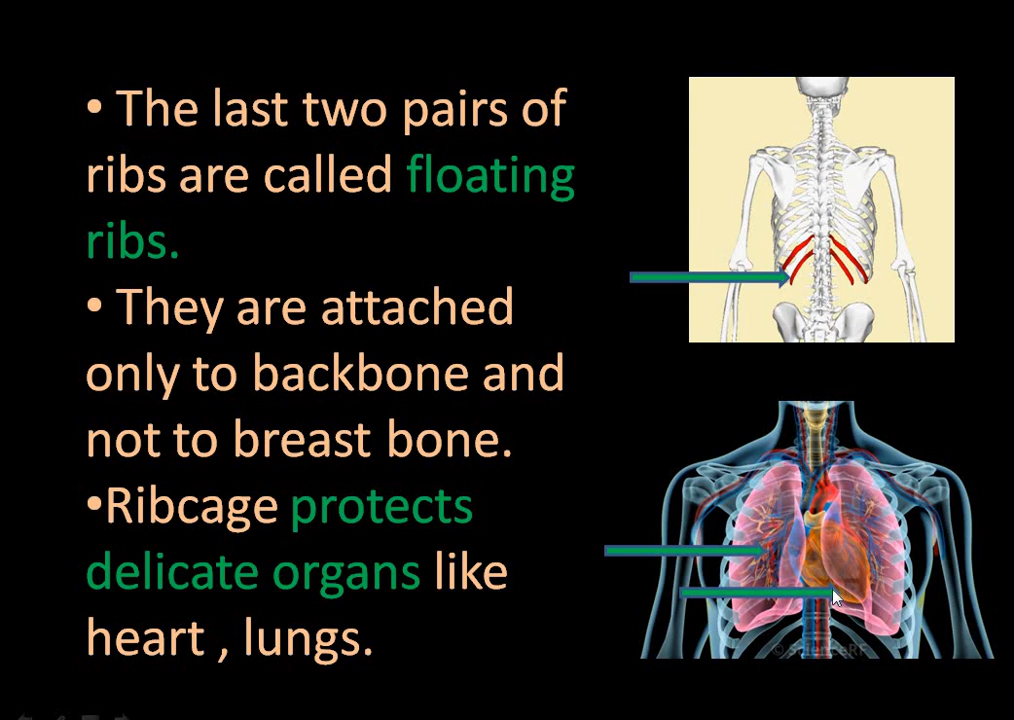 • The last two pairs of
ribs are called floating
ribs.
• They are attached
only to backbone and
not to breast bone.
•Ribcage protects
delicate organs like
heart , lungs.
© ScienceRF